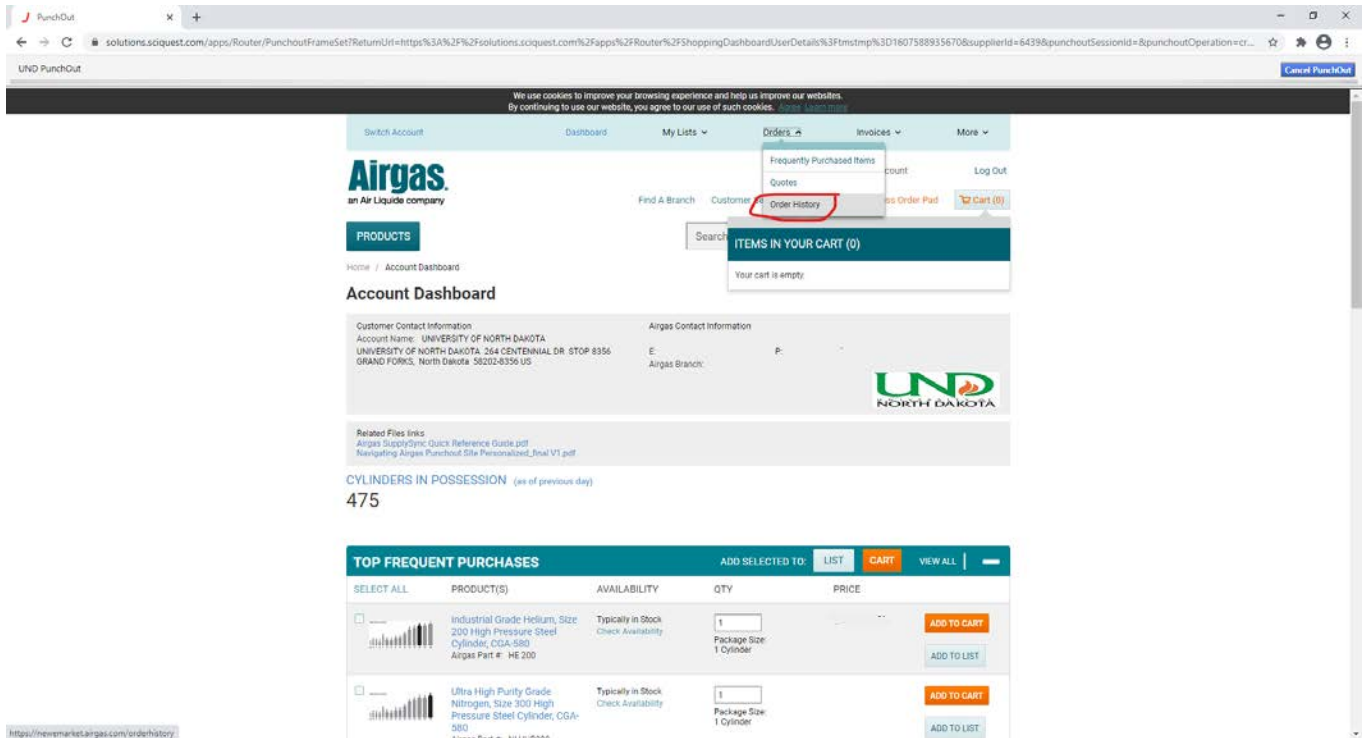 PunchOut
solutions.sciquest.com/apps/Router/PunchoutFrameSet?ReturnUrl=https%3A%2F%2Fsolutions.sciquest.com%2Fapps%2FRouter%2FShoppingDashboardUserDetails%3Ftmstmp%3D1607588935670&supplierId=6439&punchoutSessionId=&punchoutOperation=cr...
UND PunchOut
Cancel PunchOut
We use cookies to improve your browsing experience and help us improve our websites.
By continuing to use our website, you agree to our use of such cookies. Agree Learn more
Switch Account Dashboard My Lists Orders Invoices More
Frequently Purchased Items
Quotes
Order History
count Log Out
Airgas.
an Air Liquide company
Find A Branch Customer Se ss Order Pad Cart (0)
PRODUCTS
Search
ITEMS IN YOUR CART (0)
Your cart is empty.
Home / Account Dashboard
Account Dashboard
Customer Contact Information
Account Name: UNIVERSITY OF NORTH DAKOTA
UNIVERSITY OF NORTH DAKOTA 264 CENTENNIAL DR STOP 8356
GRAND FORKS, North Dakota 58202-8356 US
Airgas Contact Information
E: P:
Airgas Branch:
UND
NORTH DAKOTA
Related Files links
Airgas SupplySync Quick Reference Guide.pdf
Navigating Airgas Punchout Site Personalized_final V1.pdf
CYLINDERS IN POSSESSION (as of previous day)
475
TOP FREQUENT PURCHASES ADD SELECTED TO: LIST CART VIEW ALL
SELECT ALL PRODUCT(S) AVAILABILITY QTY PRICE
Industrial Grade Helium, Size
200 High Pressure Steel
Cylinder, CGA-580
Airgas Part #: HE 200
Typically in Stock
Check Availability
1
Package Size:
1 Cylinder
ADD TO CART
ADD TO LIST
Ultra High Purity Grade
Nitrogen, Size 300 High
Pressure Steel Cylinder, CGA-
580
Typically in Stock
Check Availability
1
Package Size:
1 Cylinder
ADD TO CART
ADD TO LIST
https://newemarket.airgas.com/orderhistory